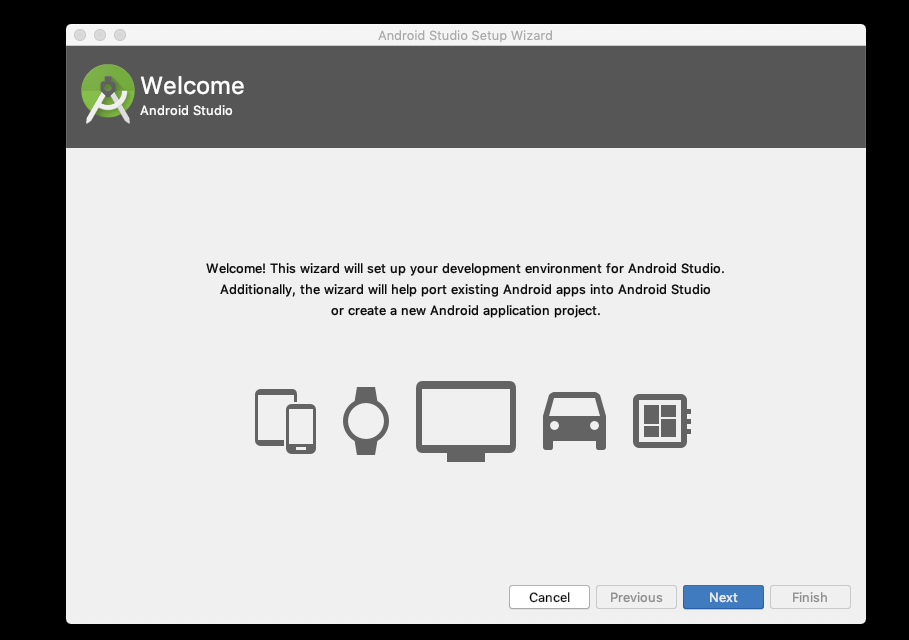 Android Studio Setup Wizard
Welcome
Android Studio
Welcome! This wizard will set up your development environment for Android Studio.
Additionally, the wizard will help port existing Android apps into Android Studio
or create a new Android application project.
Cancel Previous Next Finish